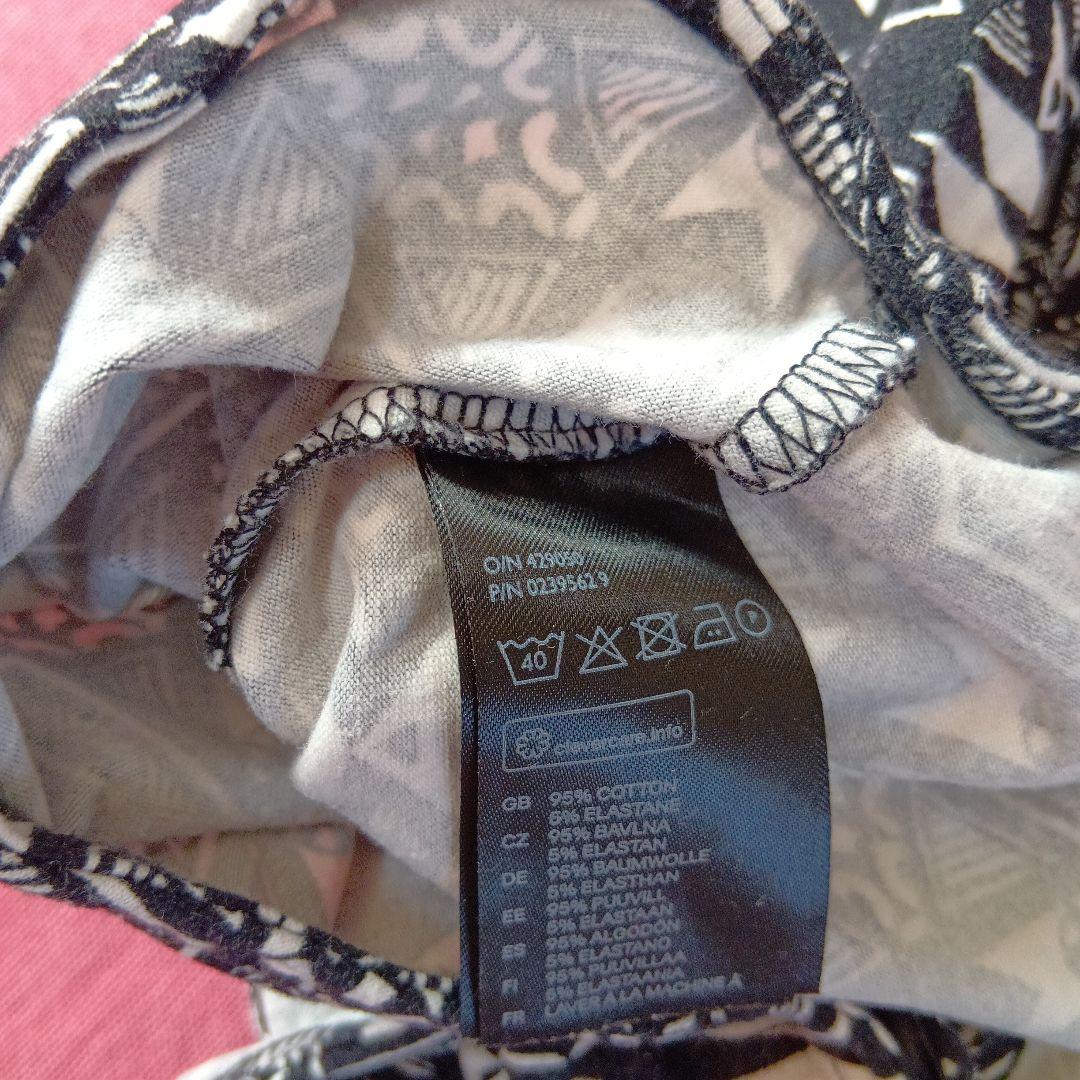 O/N 429050
P/N 02395629
40
P
clevercare.info
GB 95% COTTON
5% ELASTANE
CZ 95% BAVLNA
5% ELASTAN
DE 95% BAUMWOLLE
5% ELASTHAN
EE 95% PUUVILL
5% ELASTAAN
ES 95% ALGODÓN
5% ELASTANO
FI 95% PUUVILLAA
5% ELASTAANIA
FR LAVER À LA MACHINE À